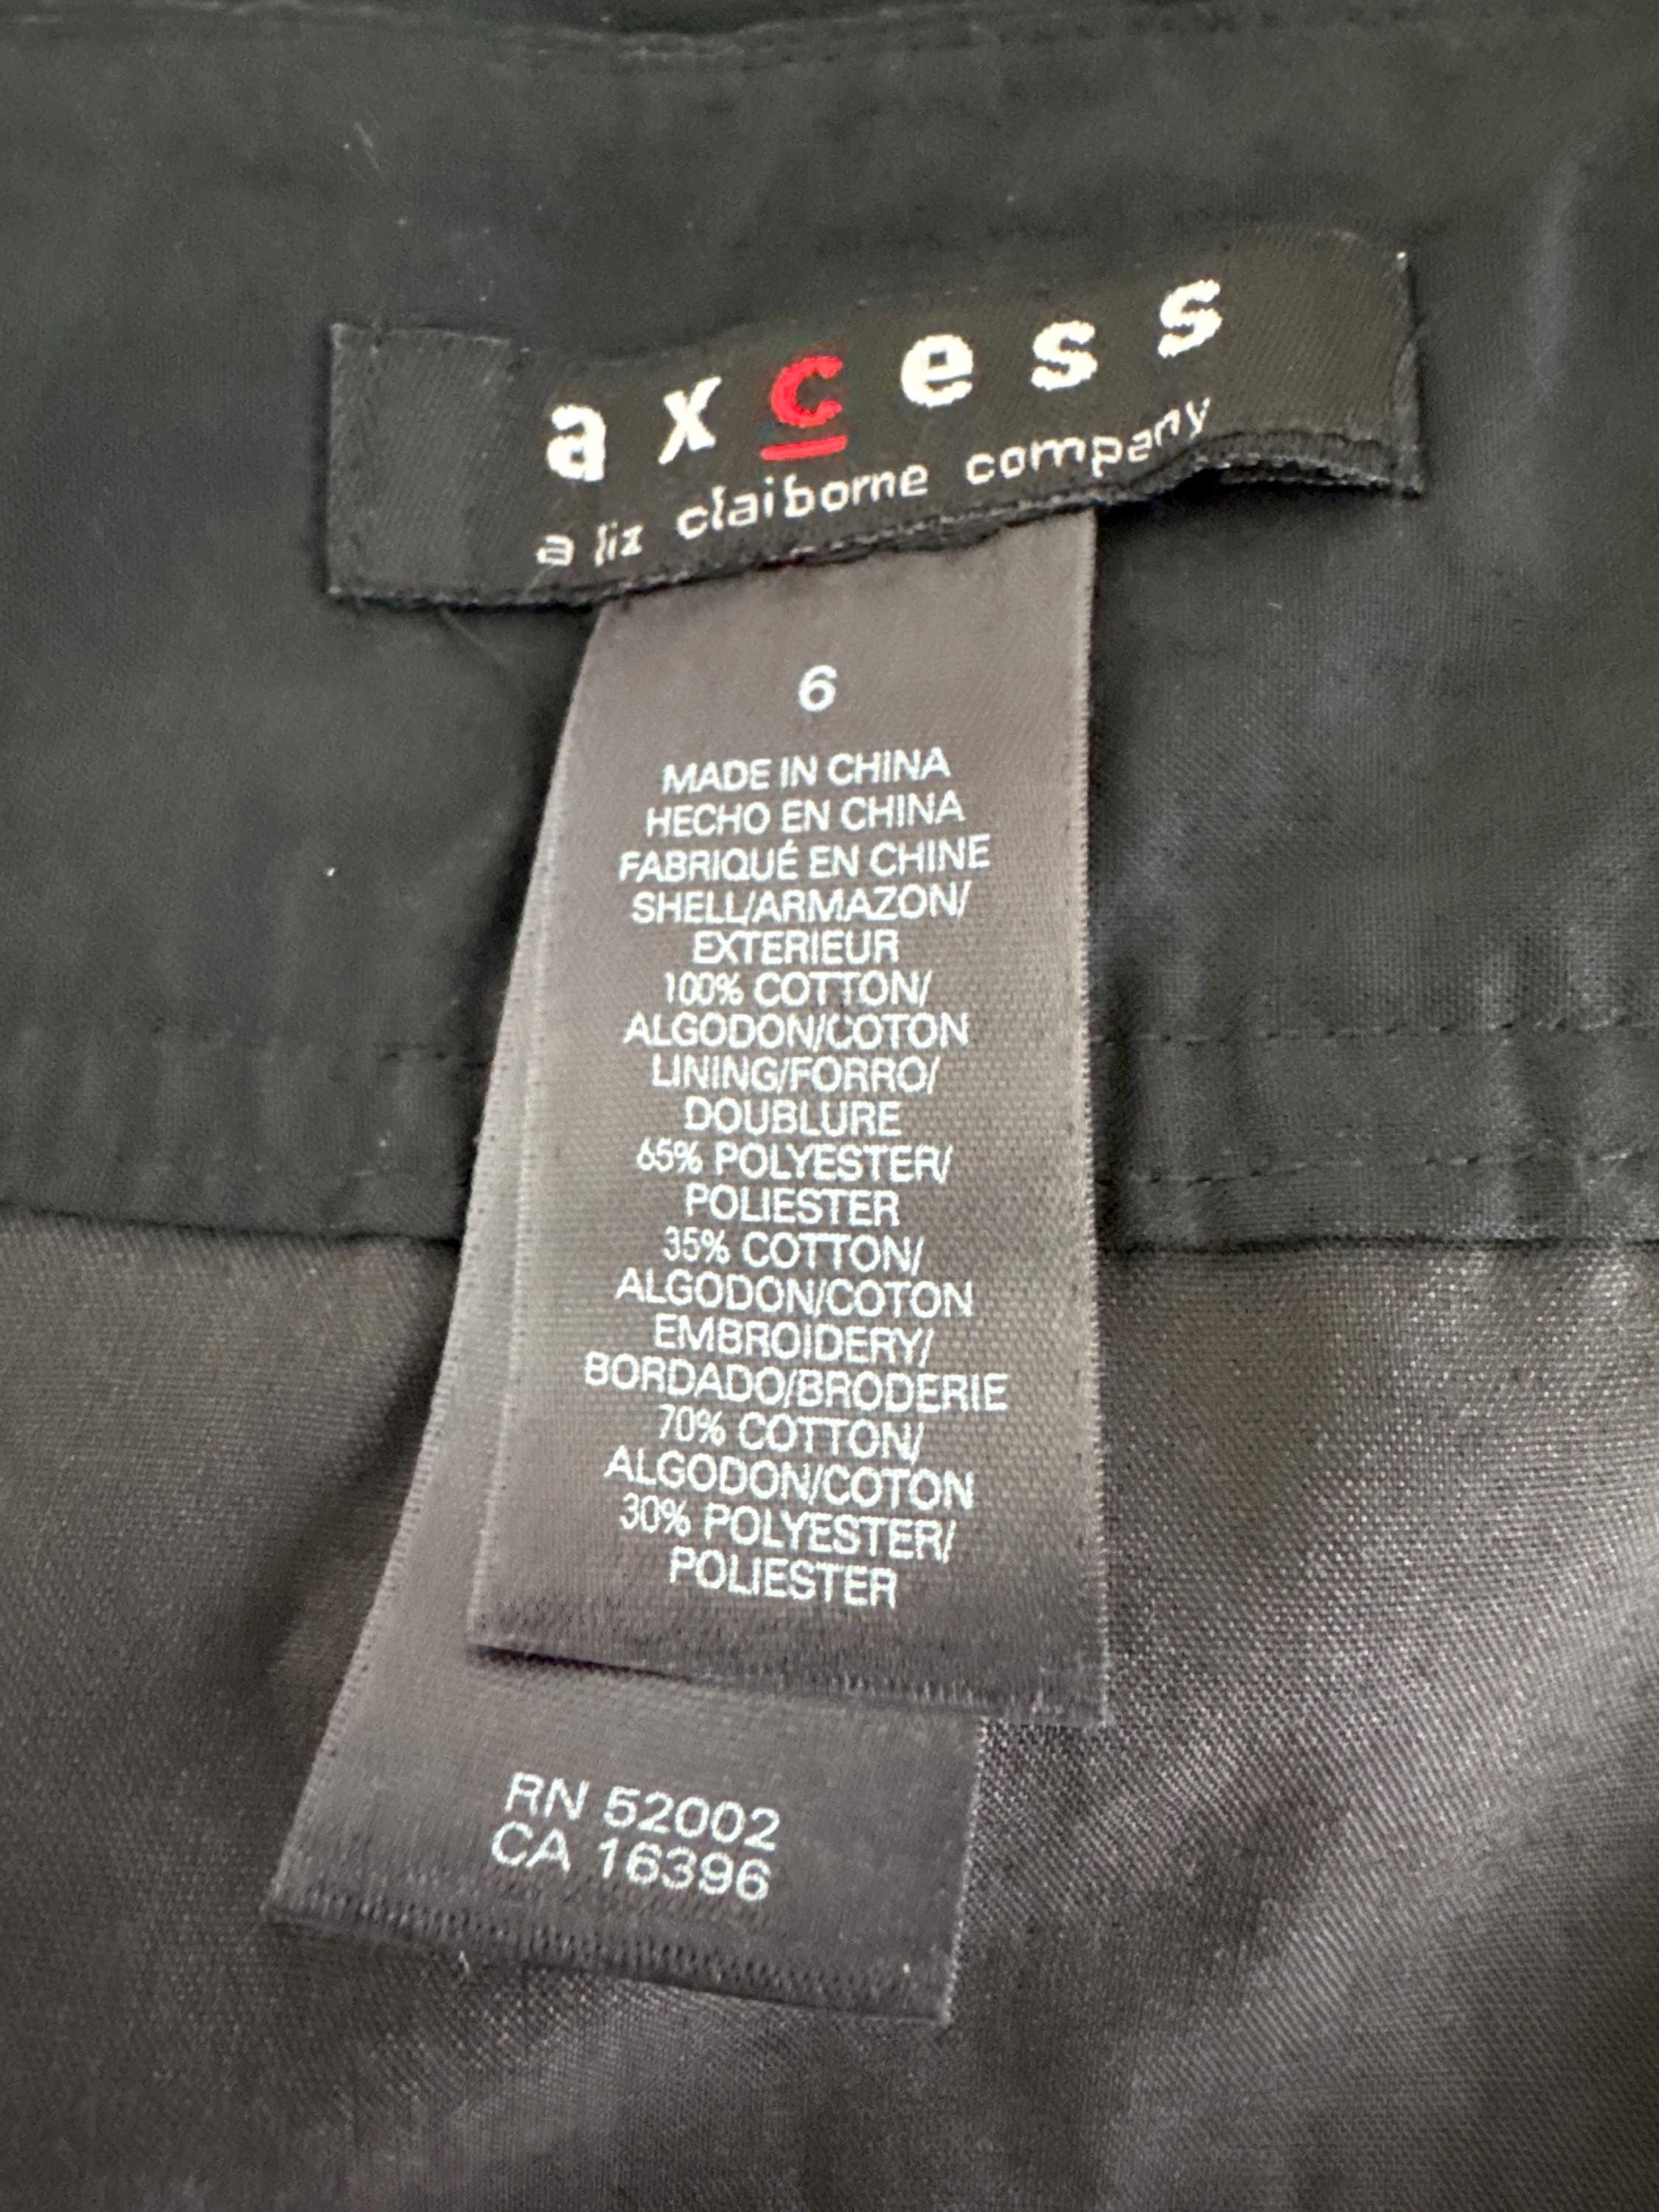 axcess
a liz claiborne company
6
MADE IN CHINA
HECHO EN CHINA
FABRIQUÉ EN CHINE
SHELL/ARMAZON/
EXTERIEUR
100% COTTON/
ALGODON/COTON
LINING/FORRO/
DOUBLURE
65% POLYESTER/
POLIESTER
35% COTTON/
ALGODON/COTON
EMBROIDERY/
BORDADO/BRODERIE
70% COTTON/
ALGODON/COTON
30% POLYESTER/
POLIESTER
RN 52002
CA 16396